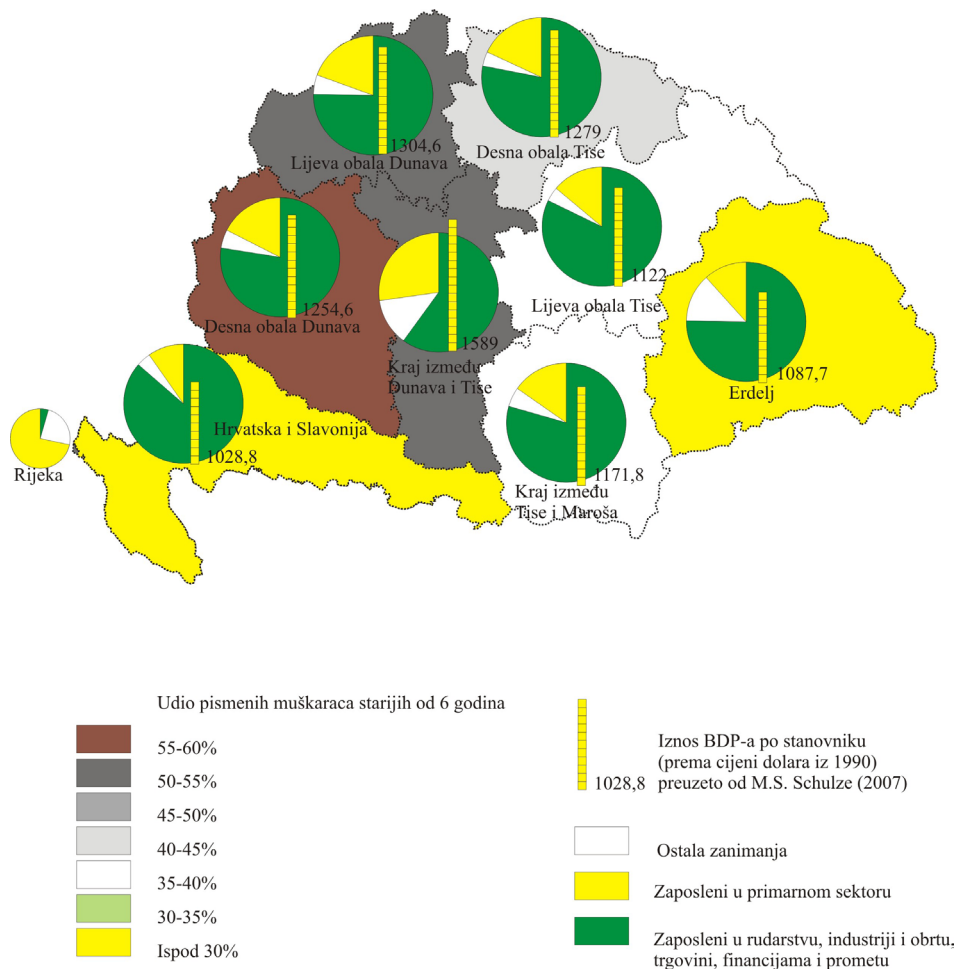 1304,6
Lijeva obala Dunava
1279
Desna obala Tise
1254,6
Desna obala Dunava
1589
Kraj između
Dunava i Tise
1122
Lijeva obala Tise
1087,7
Erdelj
Rijeka
Hrvatska i Slavonija
1028,8
1171,8
Kraj između
Tise i Maroša
Udio pismenih muškaraca starijih od 6 godina
55-60%
50-55%
45-50%
40-45%
35-40%
30-35%
Ispod 30%
1028,8
Iznos BDP-a po stanovniku
(prema cijeni dolara iz 1990)
preuzeto od M.S. Schulze (2007)
Ostala zanimanja
Zaposleni u primarnom sektoru
Zaposleni u rudarstvu, industriji i obrtu,
trgovini, financijama i prometu